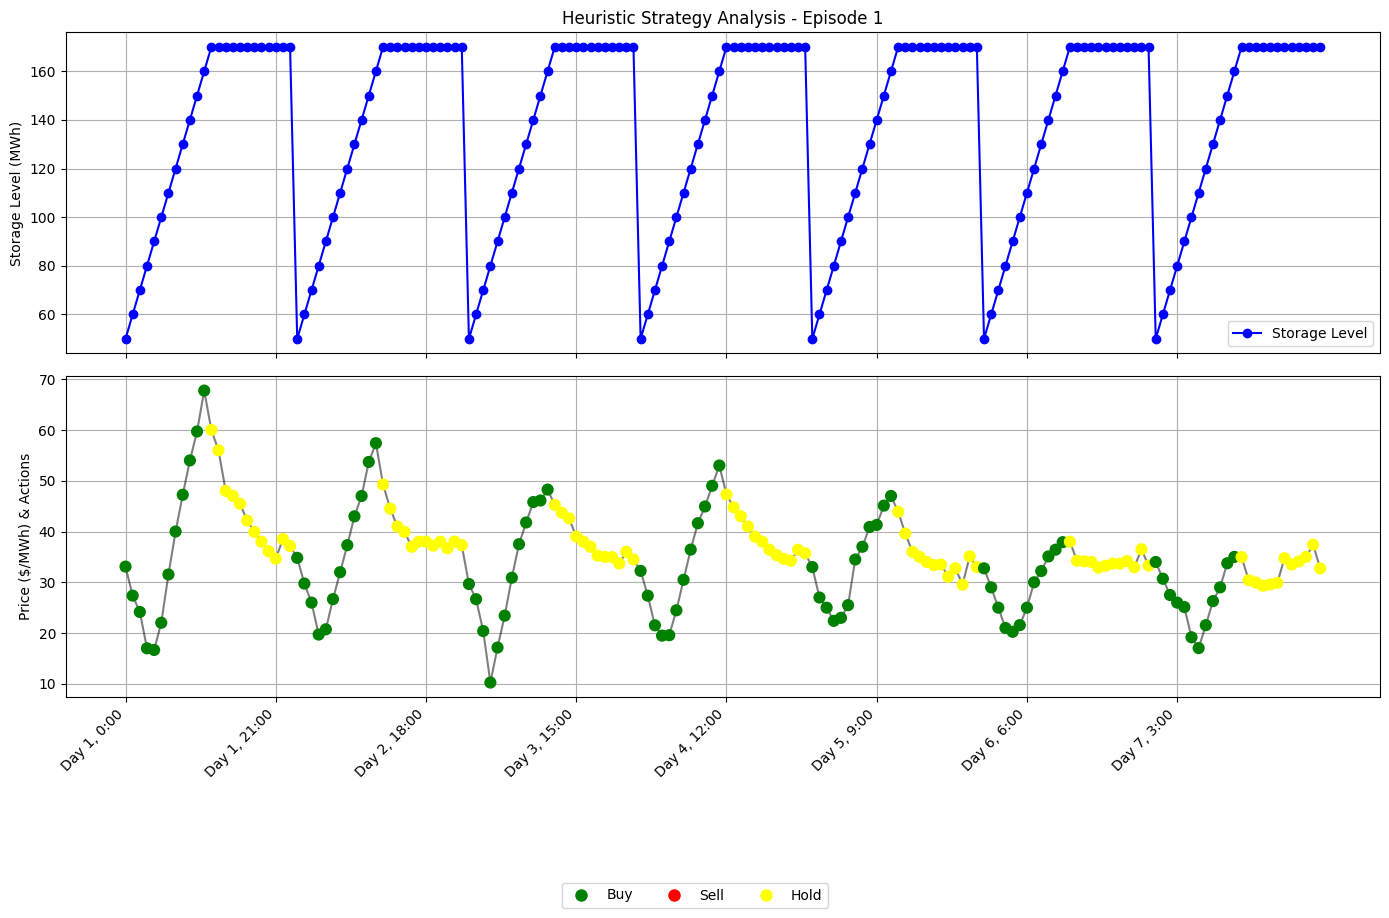 Heuristic Strategy Analysis - Episode 1
Storage Level (MWh)
160
140
120
100
80
60
Storage Level
Price ($/MWh) & Actions
70
60
50
40
30
20
10
Day 1, 0:00
Day 1, 21:00
Day 2, 18:00
Day 3, 15:00
Day 4, 12:00
Day 5, 9:00
Day 6, 6:00
Day 7, 3:00
Buy Sell Hold